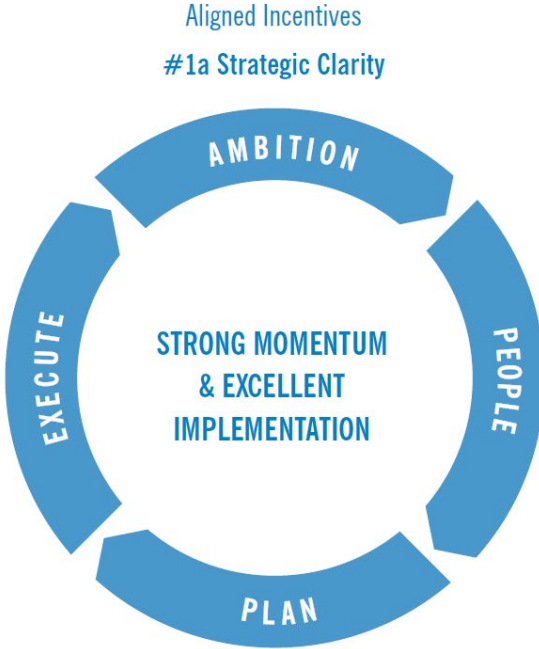 Aligned Incentives
#1a Strategic Clarity
AMBITION
PEOPLE
PLAN
EXECUTE
STRONG MOMENTUM
& EXCELLENT
IMPLEMENTATION